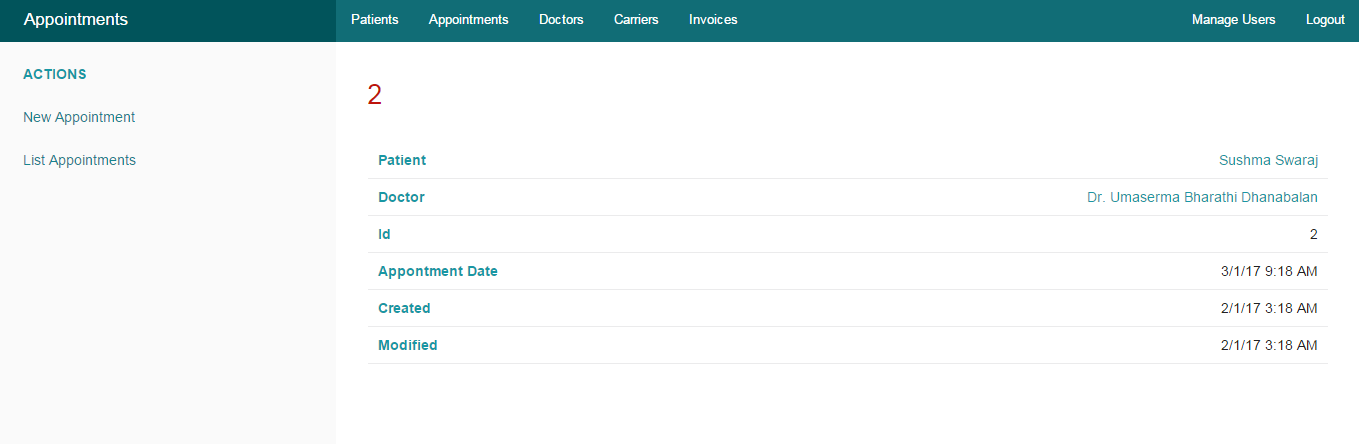 Appointments Patients Appointments Doctors Carriers Invoices Manage Users Logout
ACTIONS
New Appointment
List Appointments
2
Patient Sushma Swaraj
Doctor Dr. Umaserma Bharathi Dhanabalan
Id 2
Appontment Date 3/1/17 9:18 AM
Created 2/1/17 3:18 AM
Modified 2/1/17 3:18 AM